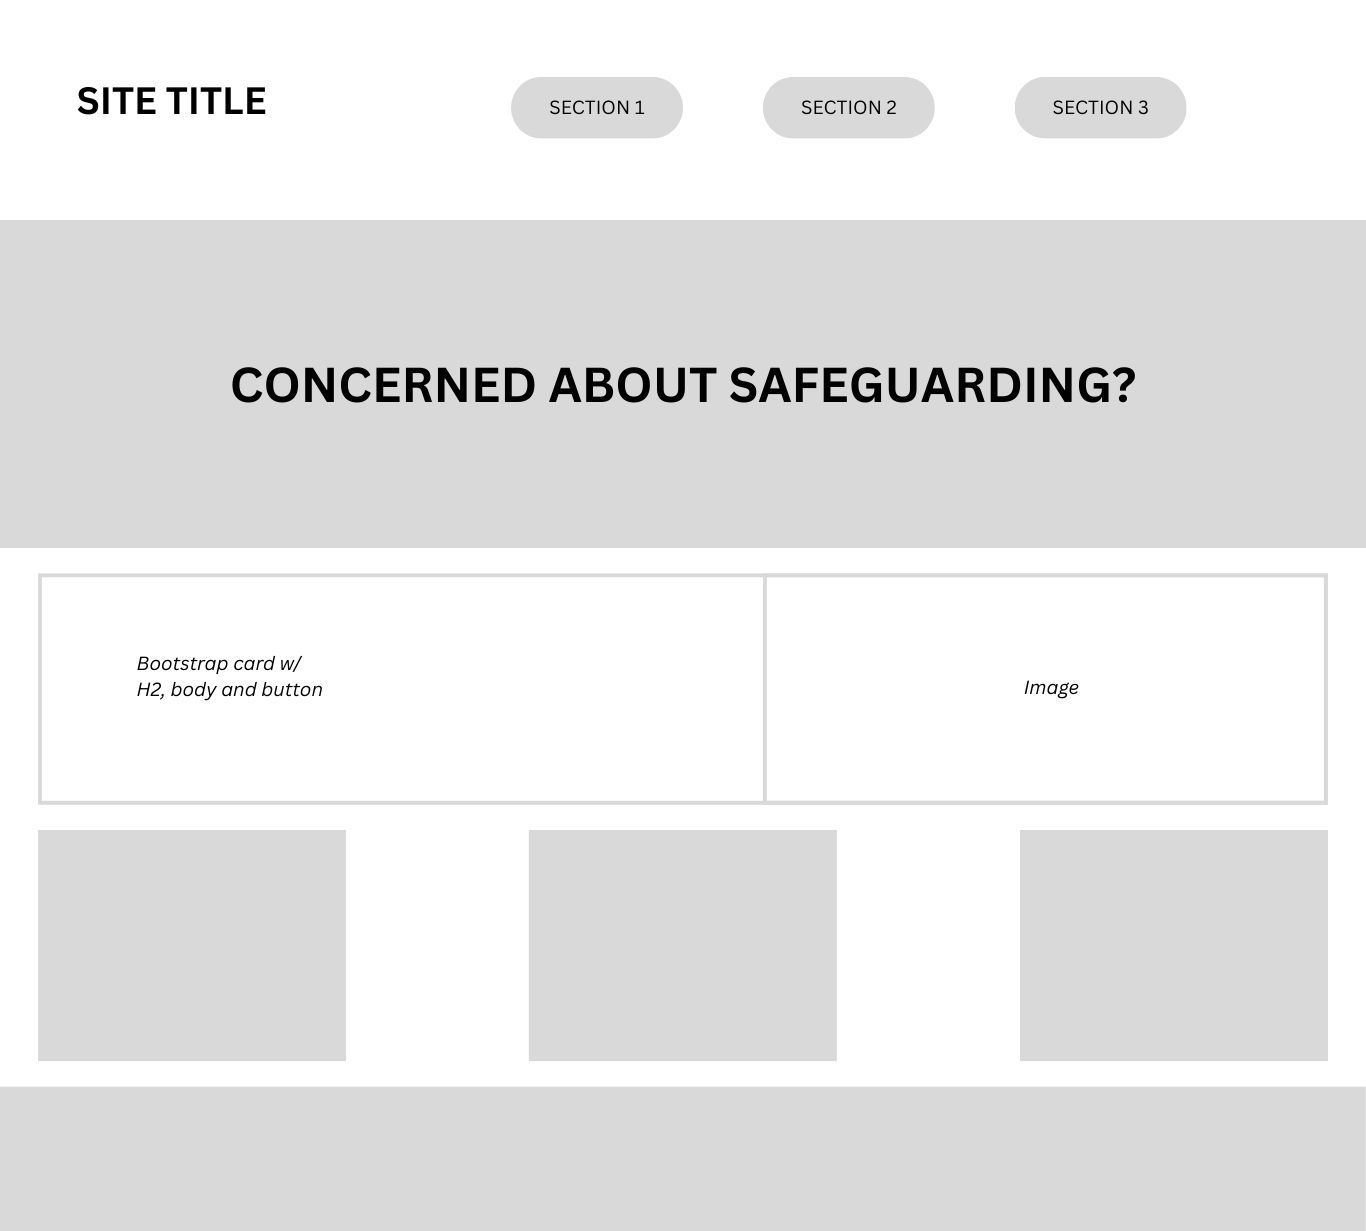 SITE TITLE
SECTION 1
SECTION 2
SECTION 3
CONCERNED ABOUT SAFEGUARDING?
Bootstrap card w/
H2, body and button
Image